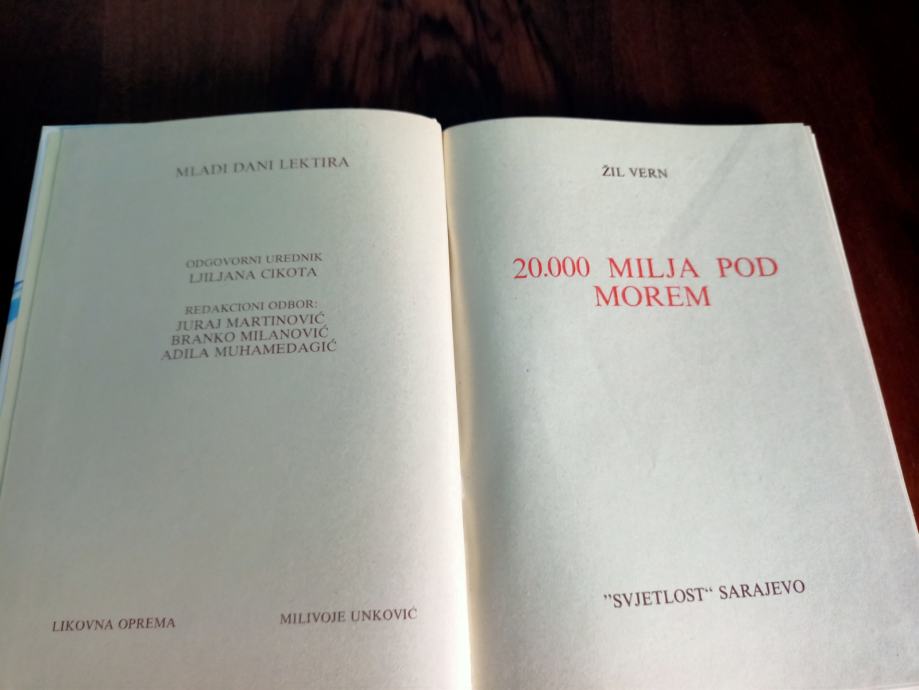 MLADI DANI LEKTIRA
ODGOVORNI UREDNIK
LJILJANA CIKOTA
REDAKCIONI ODBOR:
JURAJ MARTINOVIĆ
BRANKO MILANOVIĆ
ADILA MUHAMEDAGIĆ
LIKOVNA OPREMA MILIVOJE UNKOVIĆ
ŽIL VERN
20.000 MILJA POD
MOREM
”SVJETLOST“ SARAJEVO